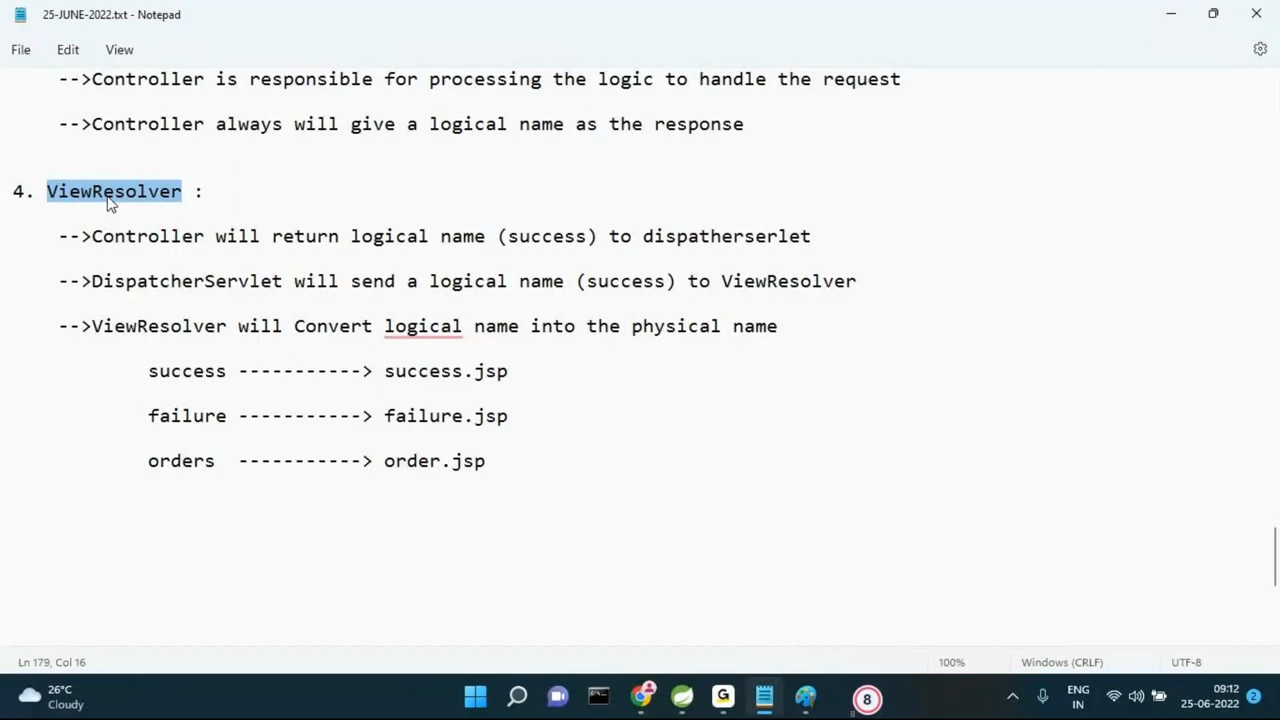 25-JUNE-2022.txt - Notepad
File Edit View
-->Controller is responsible for processing the logic to handle the request
-->Controller always will give a logical name as the response
4. ViewResolver :
-->Controller will return logical name (success) to dispatherserlet
-->DispatcherServlet will send a logical name (success) to ViewResolver
-->ViewResolver will Convert logical name into the physical name
success -----------> success.jsp
failure -----------> failure.jsp
orders -----------> order.jsp
Ln 179, Col 16 100% Windows (CRLF) UTF-8
26°C
Cloudy
G
8
ENG
IN
09:12
25-06-2022
2